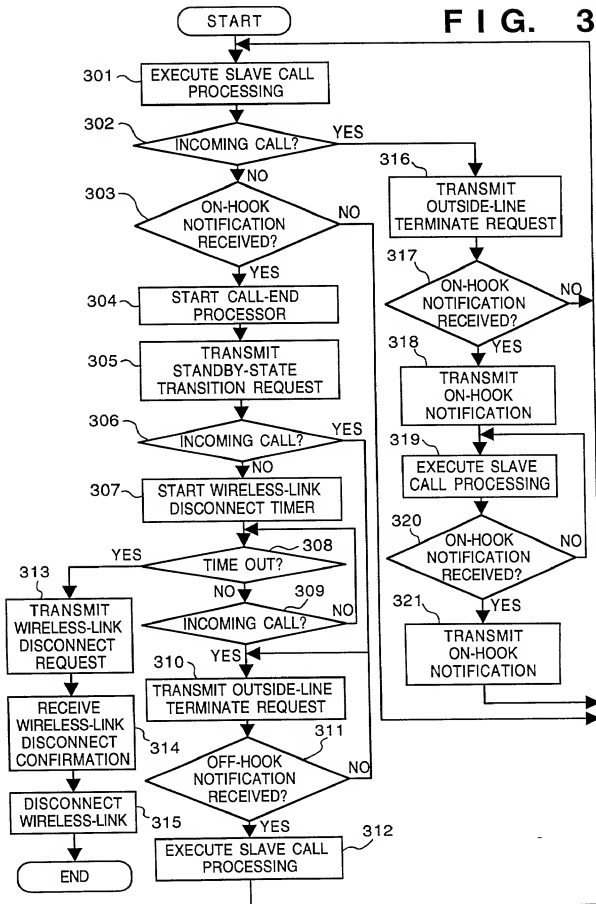 FIG. 3
START
301
EXECUTE SLAVE CALL
PROCESSING
302
INCOMING CALL?
YES
NO
303
ON-HOOK
NOTIFICATION
RECEIVED?
NO
YES
304
START CALL-END
PROCESSOR
305
TRANSMIT
STANDBY-STATE
TRANSITION REQUEST
306
INCOMING CALL?
YES
NO
307
START WIRELESS-LINK
DISCONNECT TIMER
308
TIME OUT?
YES
NO
309
INCOMING CALL?
NO
YES
310
TRANSMIT OUTSIDE-LINE
TERMINATE REQUEST
311
OFF-HOOK
NOTIFICATION
RECEIVED?
NO
YES
312
EXECUTE SLAVE CALL
PROCESSING
313
TRANSMIT
WIRELESS-LINK
DISCONNECT
REQUEST
RECEIVE
WIRELESS-LINK
DISCONNECT
CONFIRMATION
314
DISCONNECT
WIRELESS-LINK
315
END
316
TRANSMIT
OUTSIDE-LINE
TERMINATE REQUEST
317
ON-HOOK
NOTIFICATION
RECEIVED?
NO
YES
318
TRANSMIT
ON-HOOK
NOTIFICATION
319
EXECUTE SLAVE
CALL PROCESSING
320
ON-HOOK
NOTIFICATION
RECEIVED?
NO
YES
321
TRANSMIT
ON-HOOK
NOTIFICATION